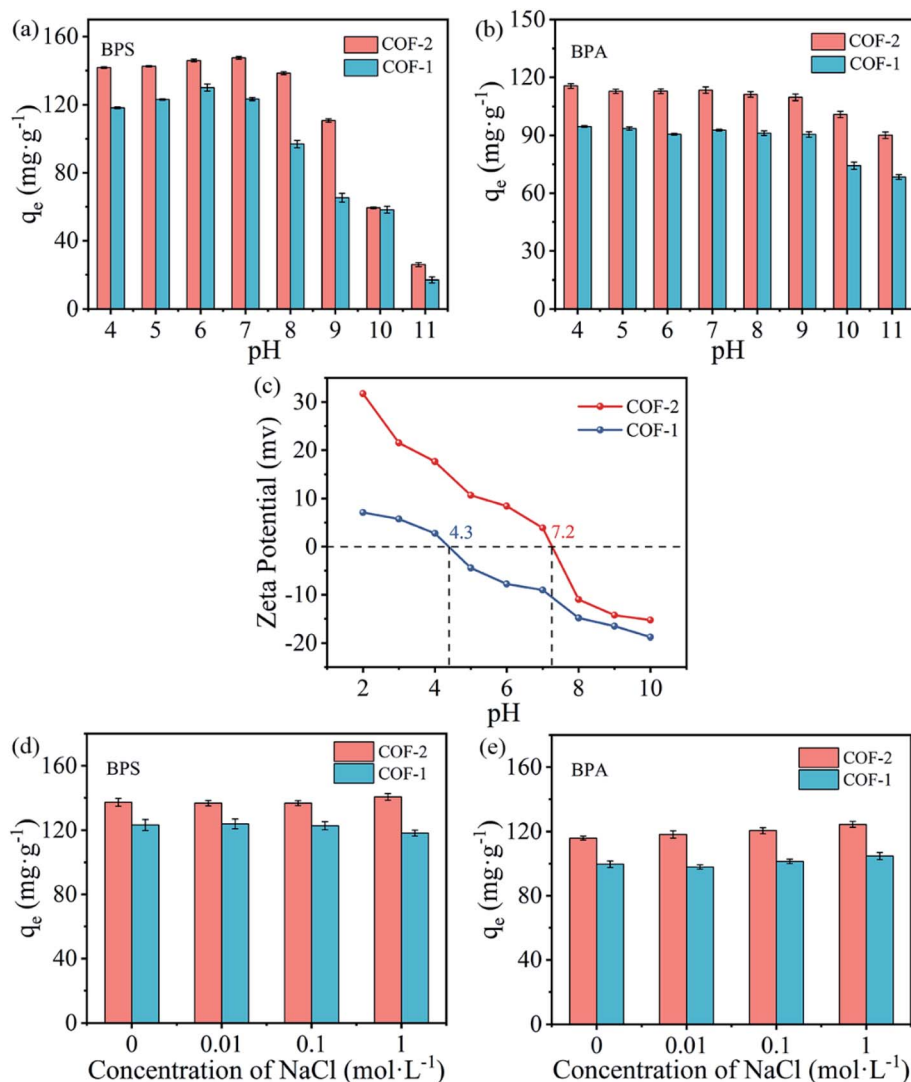 (a)
BPS
COF-2
COF-1
160
120
80
40
0
qₑ (mg·g⁻¹)
4 5 6 7 8 9 10 11
pH
(b)
BPA
COF-2
COF-1
150
120
90
60
30
0
qₑ (mg·g⁻¹)
4 5 6 7 8 9 10 11
pH
(c)
COF-2
COF-1
30
20
10
0
-10
-20
Zeta Potential (mv)
4.3
7.2
2 4 6 8 10
pH
(d)
BPS
COF-2
COF-1
160
120
80
40
0
qₑ (mg·g⁻¹)
0 0.01 0.1 1
Concentration of NaCl (mol·L⁻¹)
(e)
BPA
COF-2
COF-1
160
120
80
40
0
qₑ (mg·g⁻¹)
0 0.01 0.1 1
Concentration of NaCl (mol·L⁻¹)